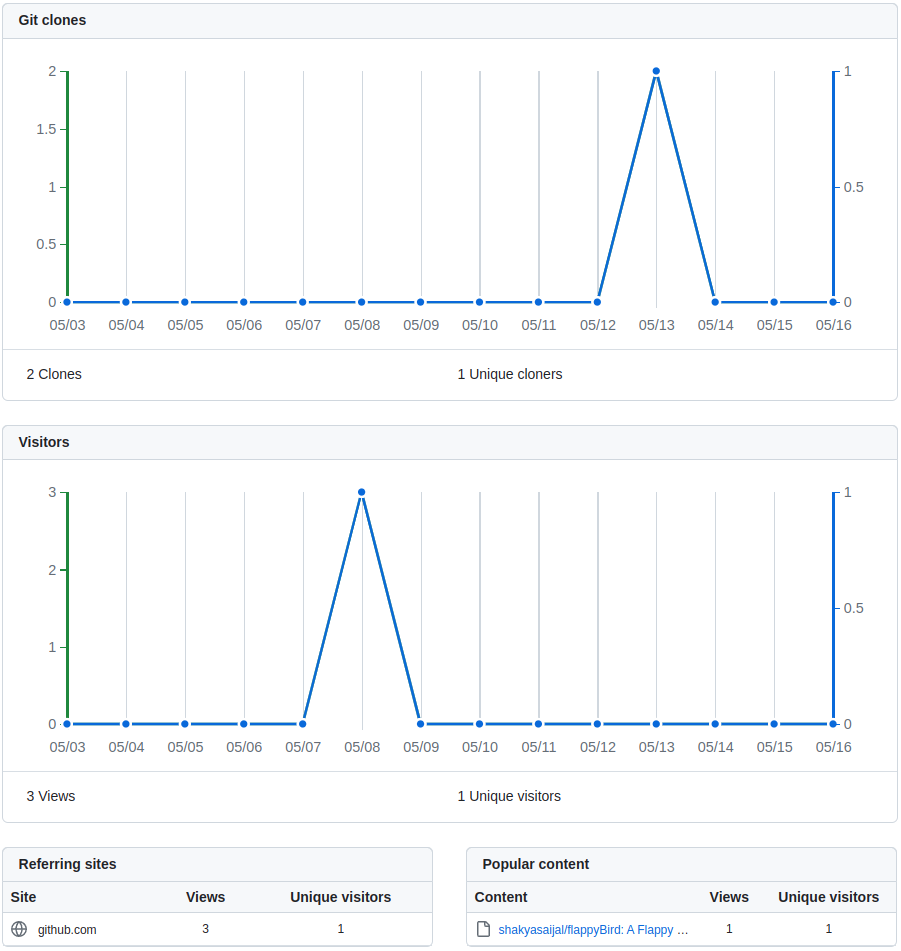 Git clones
2 1
1.5
1 0.5
0.5
0 0
05/03 05/04 05/05 05/06 05/07 05/08 05/09 05/10 05/11 05/12 05/13 05/14 05/15 05/16
2 Clones 1 Unique cloners
Visitors
3 1
2
0.5
1
0 0
05/03 05/04 05/05 05/06 05/07 05/08 05/09 05/10 05/11 05/12 05/13 05/14 05/15 05/16
3 Views 1 Unique visitors
Referring sites
Site Views Unique visitors
github.com 3 1
Popular content
Content Views Unique visitors
shakyasaijal/flappyBird: A Flappy … 1 1